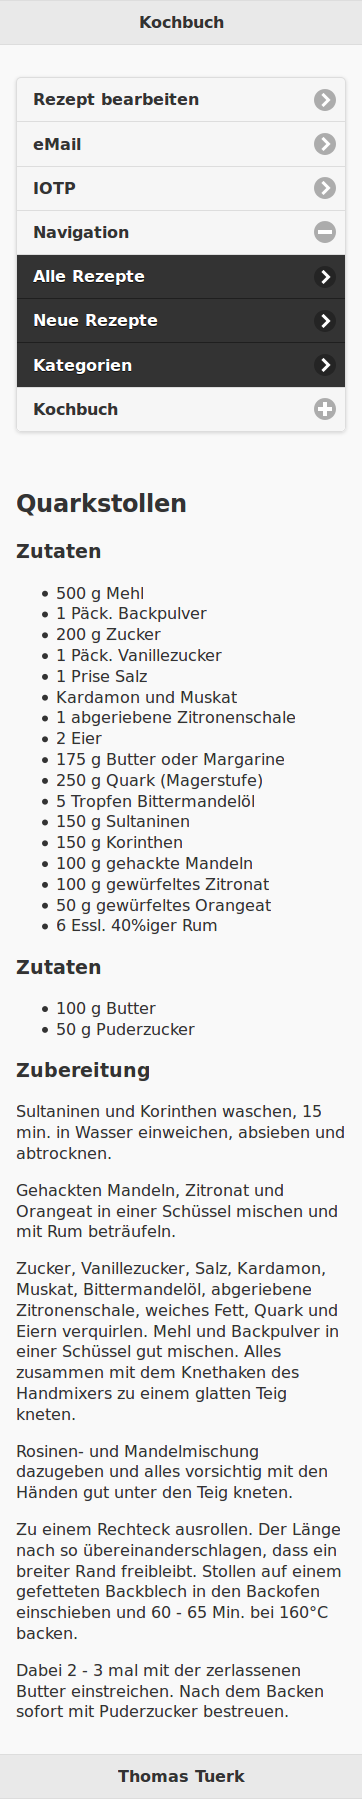 Kochbuch
Rezept bearbeiten
eMail
IOTP
Navigation
Alle Rezepte
Neue Rezepte
Kategorien
Kochbuch
Quarkstollen
Zutaten
500 g Mehl
1 Päck. Backpulver
200 g Zucker
1 Päck. Vanillezucker
1 Prise Salz
Kardamon und Muskat
1 abgeriebene Zitronenschale
2 Eier
175 g Butter oder Margarine
250 g Quark (Magerstufe)
5 Tropfen Bittermandelöl
150 g Sultaninen
150 g Korinthen
100 g gehackte Mandeln
100 g gewürfeltes Zitronat
50 g gewürfeltes Orangeat
6 Essl. 40%iger Rum
Zutaten
100 g Butter
50 g Puderzucker
Zubereitung
Sultaninen und Korinthen waschen, 15
min. in Wasser einweichen, absieben und
abtrocknen.
Gehackten Mandeln, Zitronat und
Orangeat in einer Schüssel mischen und
mit Rum beträufeln.
Zucker, Vanillezucker, Salz, Kardamon,
Muskat, Bittermandelöl, abgeriebene
Zitronenschale, weiches Fett, Quark und
Eiern verquirlen. Mehl und Backpulver in
einer Schüssel gut mischen. Alles
zusammen mit dem Knethaken des
Handmixers zu einem glatten Teig
kneten.
Rosinen- und Mandelmischung
dazugeben und alles vorsichtig mit den
Händen gut unter den Teig kneten.
Zu einem Rechteck ausrollen. Der Länge
nach so übereinanderschlagen, dass ein
breiter Rand freibleibt. Stollen auf einem
gefetteten Backblech in den Backofen
einschieben und 60 - 65 Min. bei 160°C
backen.
Dabei 2 - 3 mal mit der zerlassenen
Butter einstreichen. Nach dem Backen
sofort mit Puderzucker bestreuen.
Thomas Tuerk